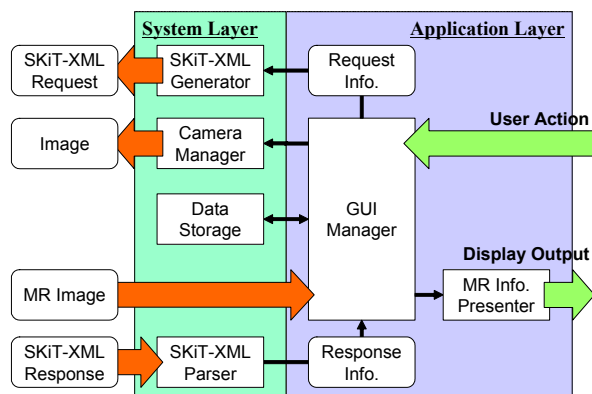 System Layer
Application Layer
SKiT-XML
Request
SKiT-XML
Generator
Request
Info.
User Action
Image
Camera
Manager
Data
Storage
GUI
Manager
Display Output
MR Image
MR Info.
Presenter
SKiT-XML
Response
SKiT-XML
Parser
Response
Info.